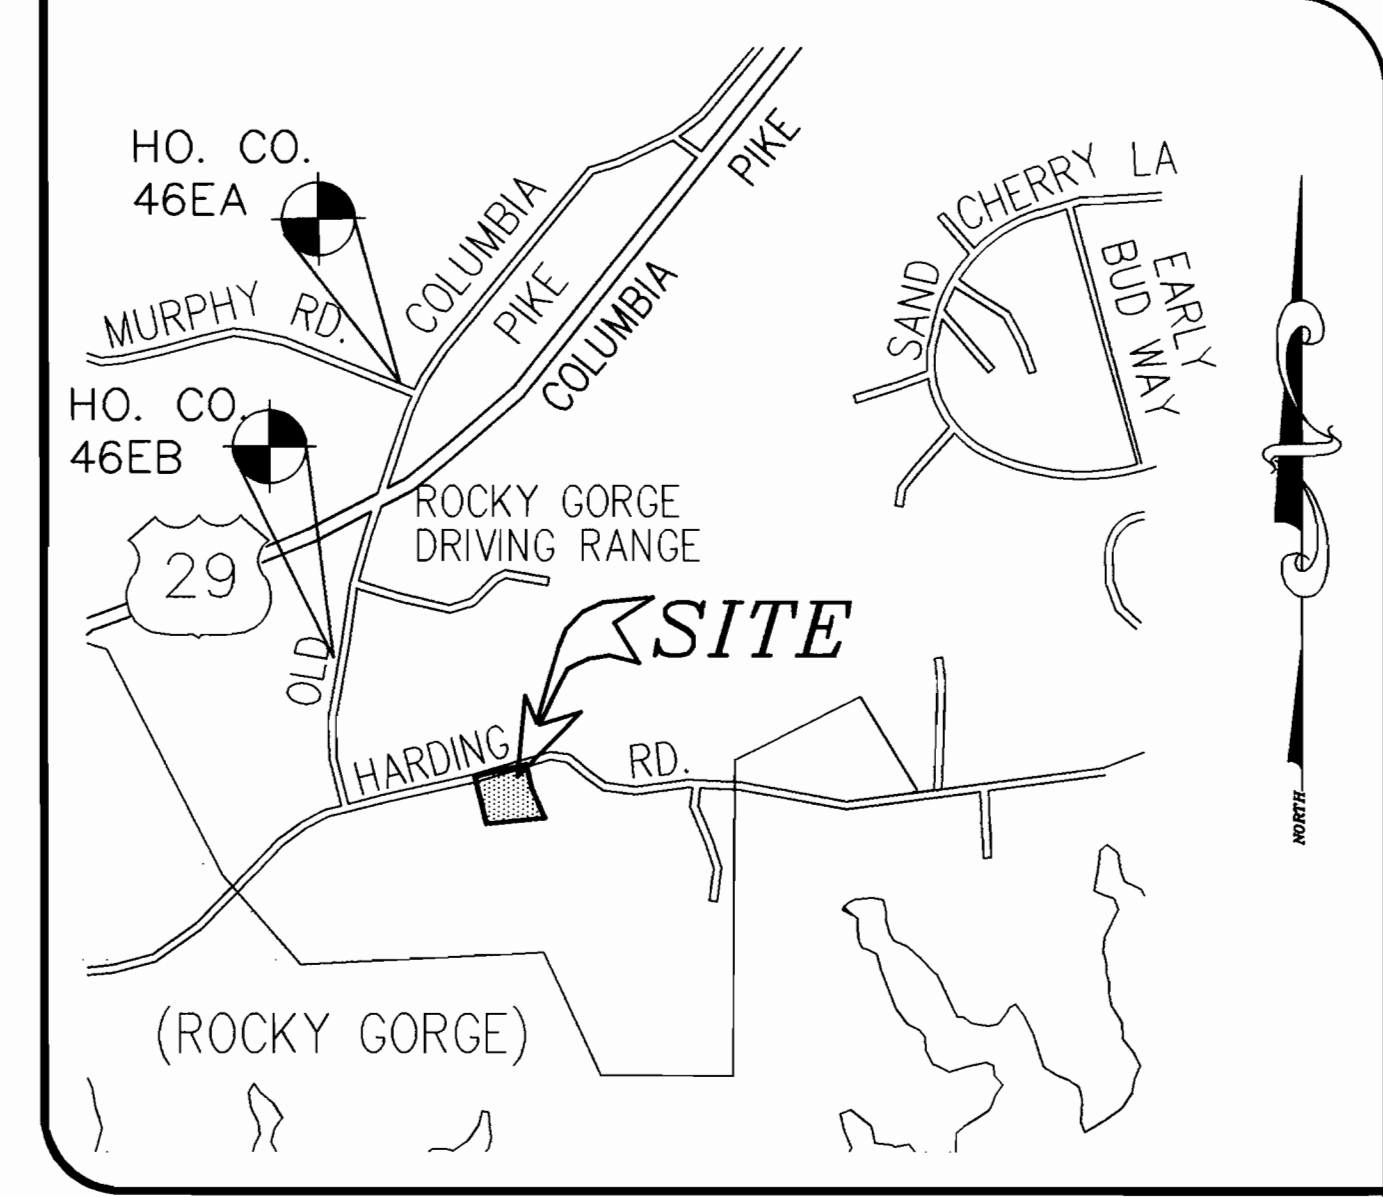 HO. CO.
46EA
COLUMBIA
PIKE
PIKE
COLUMBIA
MURPHY RD.
CHERRY LA
SAND
EARLY
BUD WAY
HO. CO.
46EB
29
ROCKY GORGE
DRIVING RANGE
SITE
OLD
HARDING RD.
NORTH
(ROCKY GORGE)